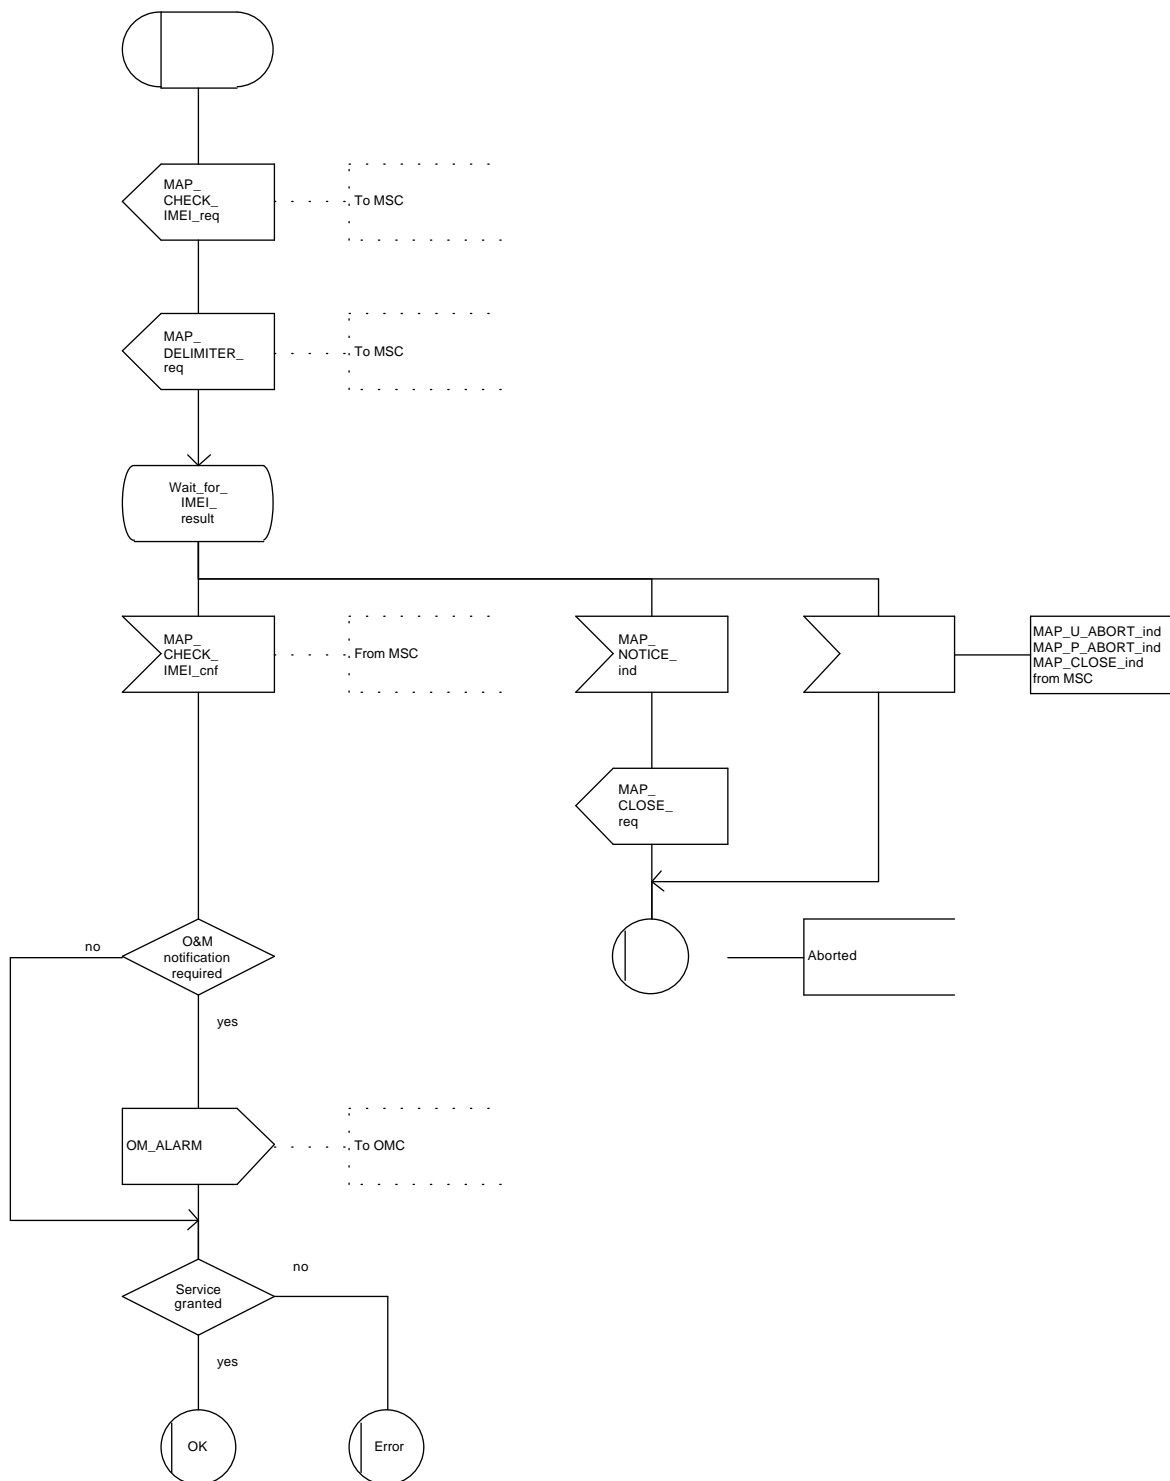 MAP_
CHECK_
IMEI_req
To MSC
MAP_
DELIMITER_
req
To MSC
Wait_for_
IMEI_
result
MAP_
CHECK_
IMEI_cnf
From MSC
MAP_
NOTICE_
ind
MAP_U_ABORT_ind
MAP_P_ABORT_ind
MAP_CLOSE_ind
from MSC
MAP_
CLOSE_
req
no
O&M
notification
required
Aborted
yes
OM_ALARM
To OMC
no
Service
granted
yes
OK
Error